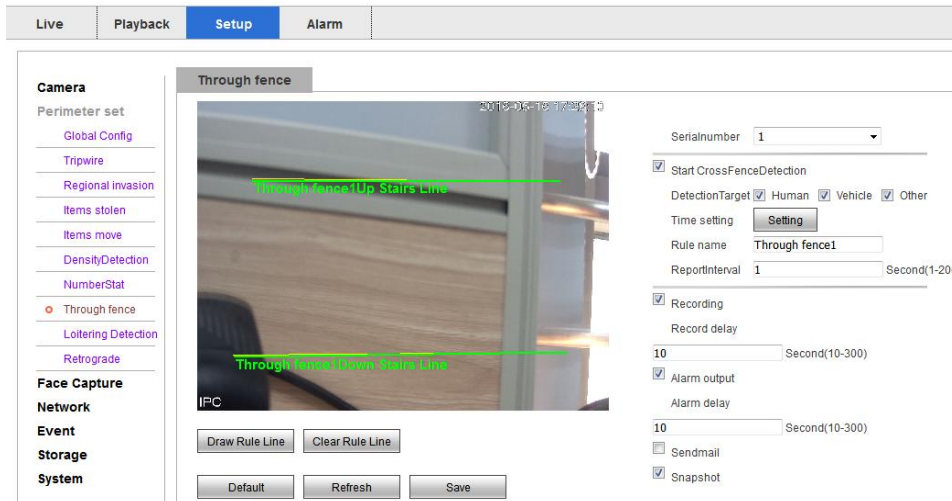 Live Playback Setup Alarm
Through fence
Camera
Perimeter set
Global Config
Tripwire
Regional invasion
Items stolen
Items move
DensityDetection
NumberStat
Through fence
Loitering Detection
Retrograde
Face Capture
Network
Event
Storage
System
Through fence1Up Stairs Line
Through fence1Down Stairs Line
IPC
Draw Rule Line Clear Rule Line
Default Refresh Save
Serialnumber 1
Start CrossFenceDetection
DetectionTarget Human Vehicle Other
Time setting Setting
Rule name Through fence1
ReportInterval 1 Second(1-20
Recording
Record delay
10 Second(10-300)
Alarm output
Alarm delay
10 Second(10-300)
Sendmail
Snapshot